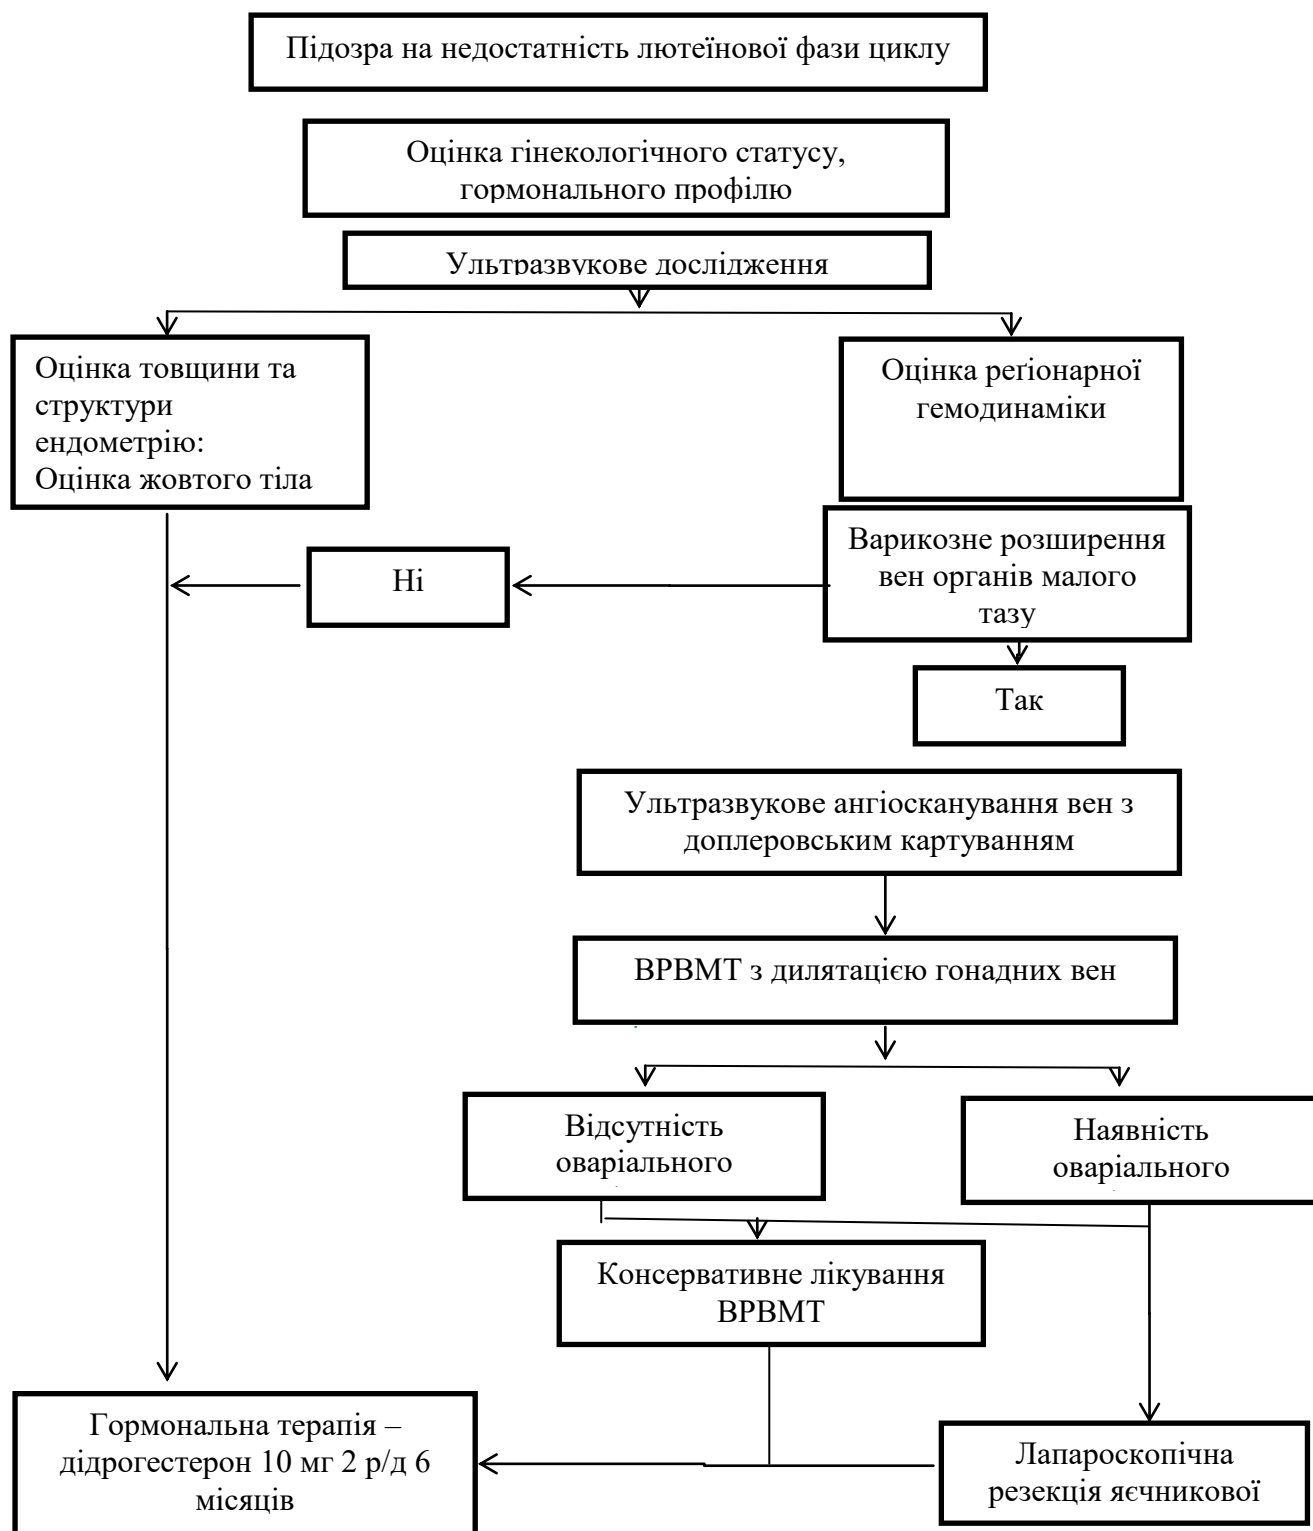 Підозра на недостатність лютеїнової фази циклу
Оцінка гінекологічного статусу,
гормонального профілю
Ультразвукове дослідження
Оцінка товщини та
структури
ендометрію:
Оцінка жовтого тіла
Оцінка реґіонарної
гемодинаміки
Варикозне розширення
вен органів малого
тазу
Ні
Так
Ультразвукове ангіосканування вен з
доплеровським картуванням
ВРВМТ з дилятацією гонадних вен
Відсутність
оваріального
Наявність
оваріального
Консервативне лікування
ВРВМТ
Гормональна терапія –
дідрогестерон 10 мг 2 р/д 6
місяців
Лапароскопічна
резекція яєчникової